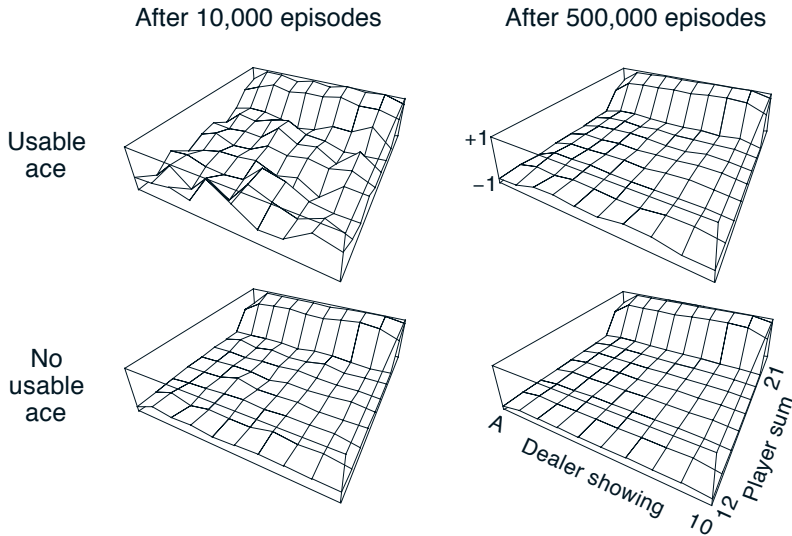 After 10,000 episodes
After 500,000 episodes
Usable
ace
+1
−1
No
usable
ace
A
Dealer showing
10
12
Player sum
21